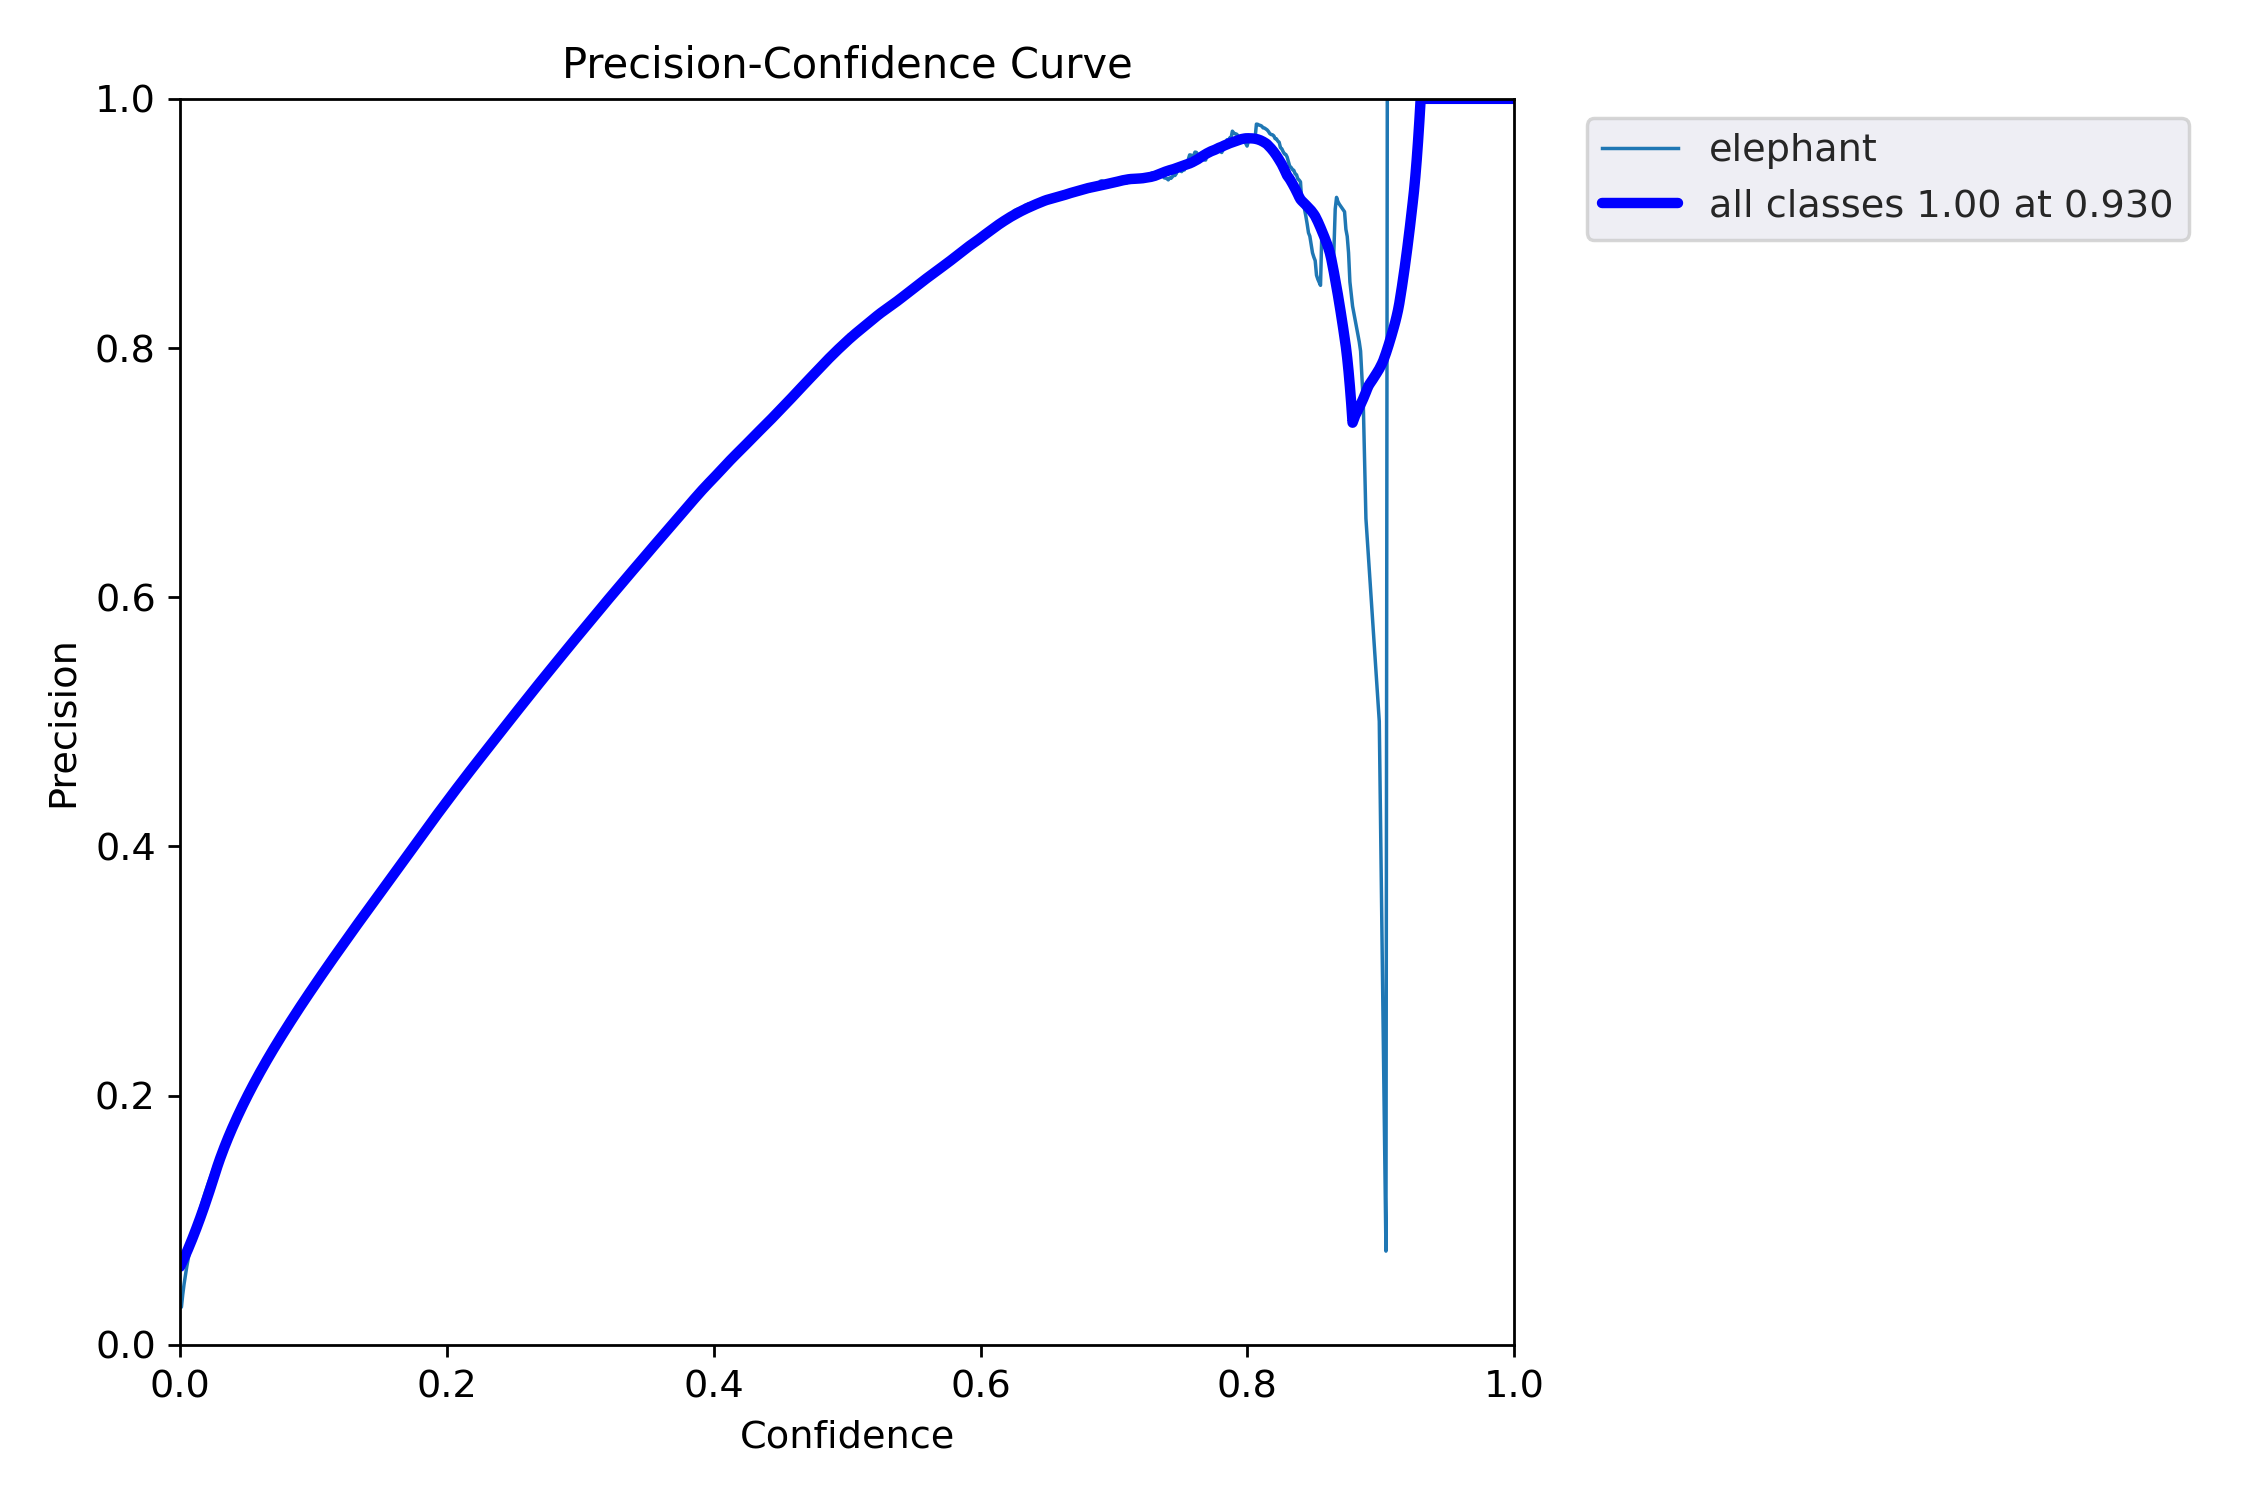 Precision-Confidence Curve
elephant
all classes 1.00 at 0.930
Precision
1.0
0.8
0.6
0.4
0.2
0.0
0.0 0.2 0.4 0.6 0.8 1.0
Confidence